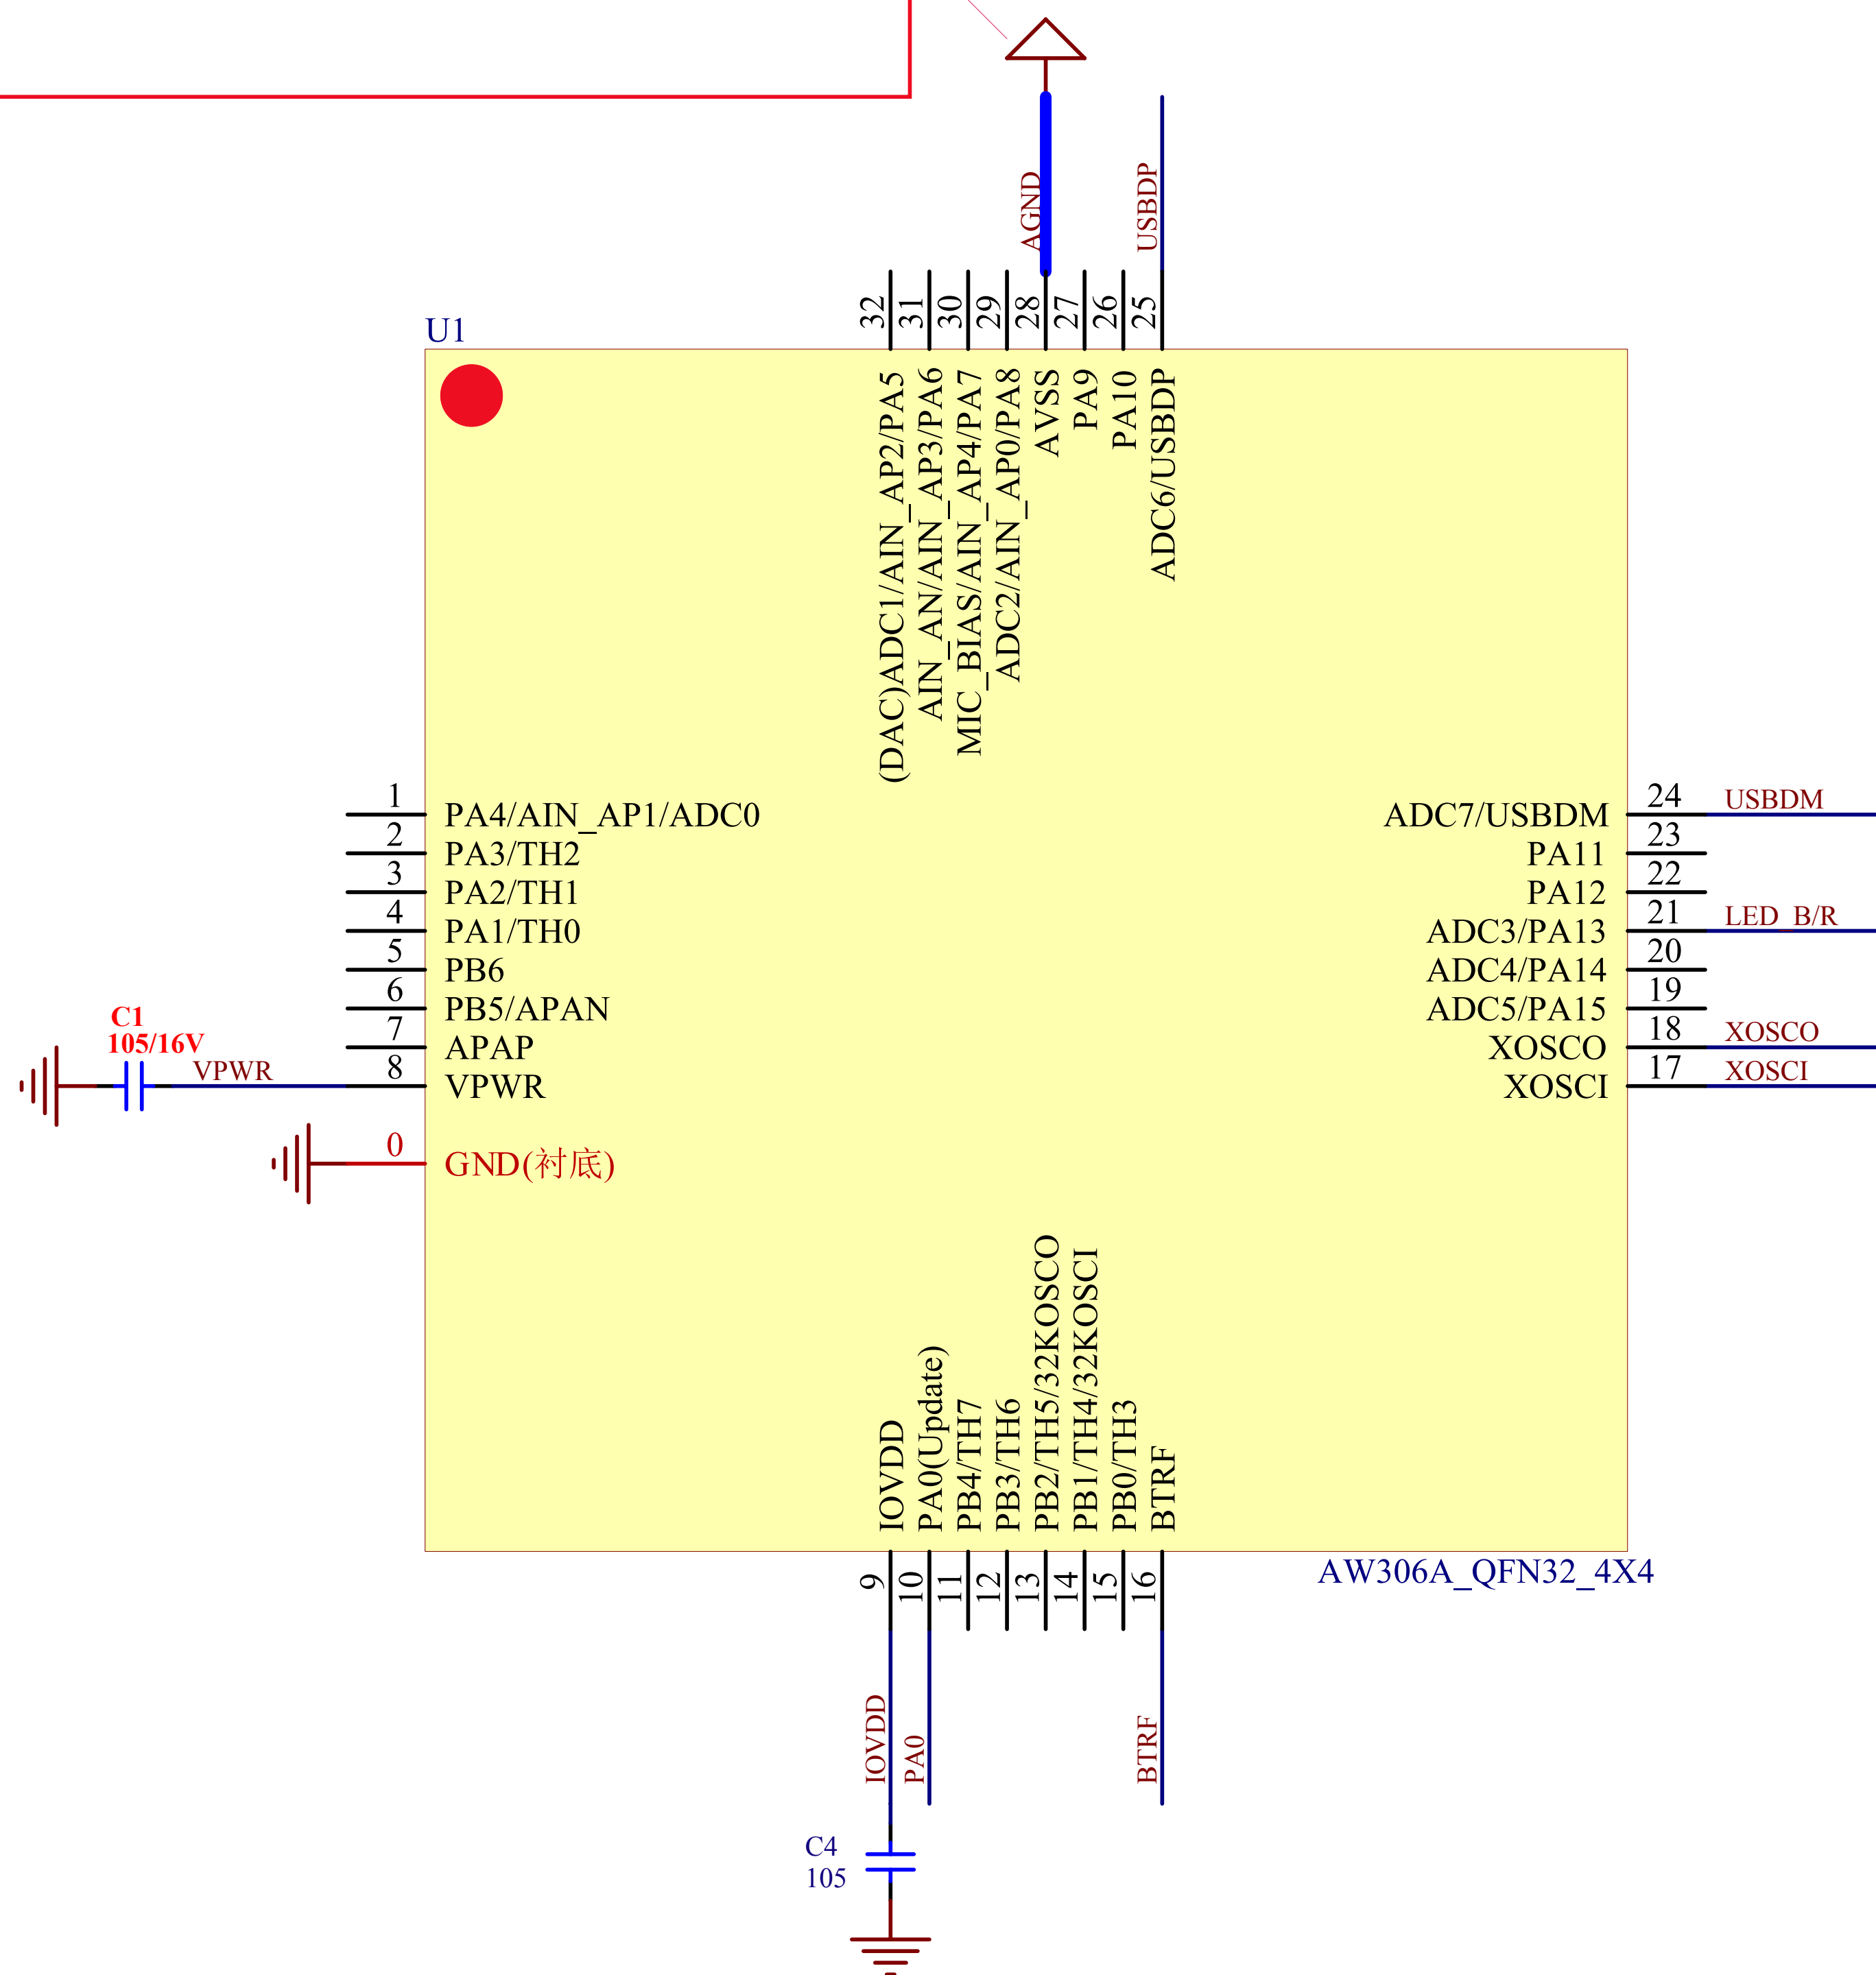 AGND
USBDP
32
31
30
29
28
27
26
25
U1
(DAC)ADC1/AIN_AP2/PA5
AIN_AN/AIN_AP3/PA6
MIC_BIAS/AIN_AP4/PA7
ADC2/AIN_AP0/PA8
AVSS
PA9
PA10
ADC6/USBDP
1 PA4/AIN_AP1/ADC0
2 PA3/TH2
3 PA2/TH1
4 PA1/TH0
5 PB6
6 PB5/APAN
7 APAP
8 VPWR
C1
105/16V
VPWR
0 GND(衬底)
ADC7/USBDM 24 USBDM
PA11 23
PA12 22
ADC3/PA13 21 LED_B/R
ADC4/PA14 20
ADC5/PA15 19
XOSCO 18 XOSCO
XOSCI 17 XOSCI
IOVDD
PA0(Update)
PB4/TH7
PB3/TH6
PB2/TH5/32KOSCO
PB1/TH4/32KOSCI
PB0/TH3
BTRF
AW306A_QFN32_4X4
9
10
11
12
13
14
15
16
IOVDD
PA0
BTRF
C4
105